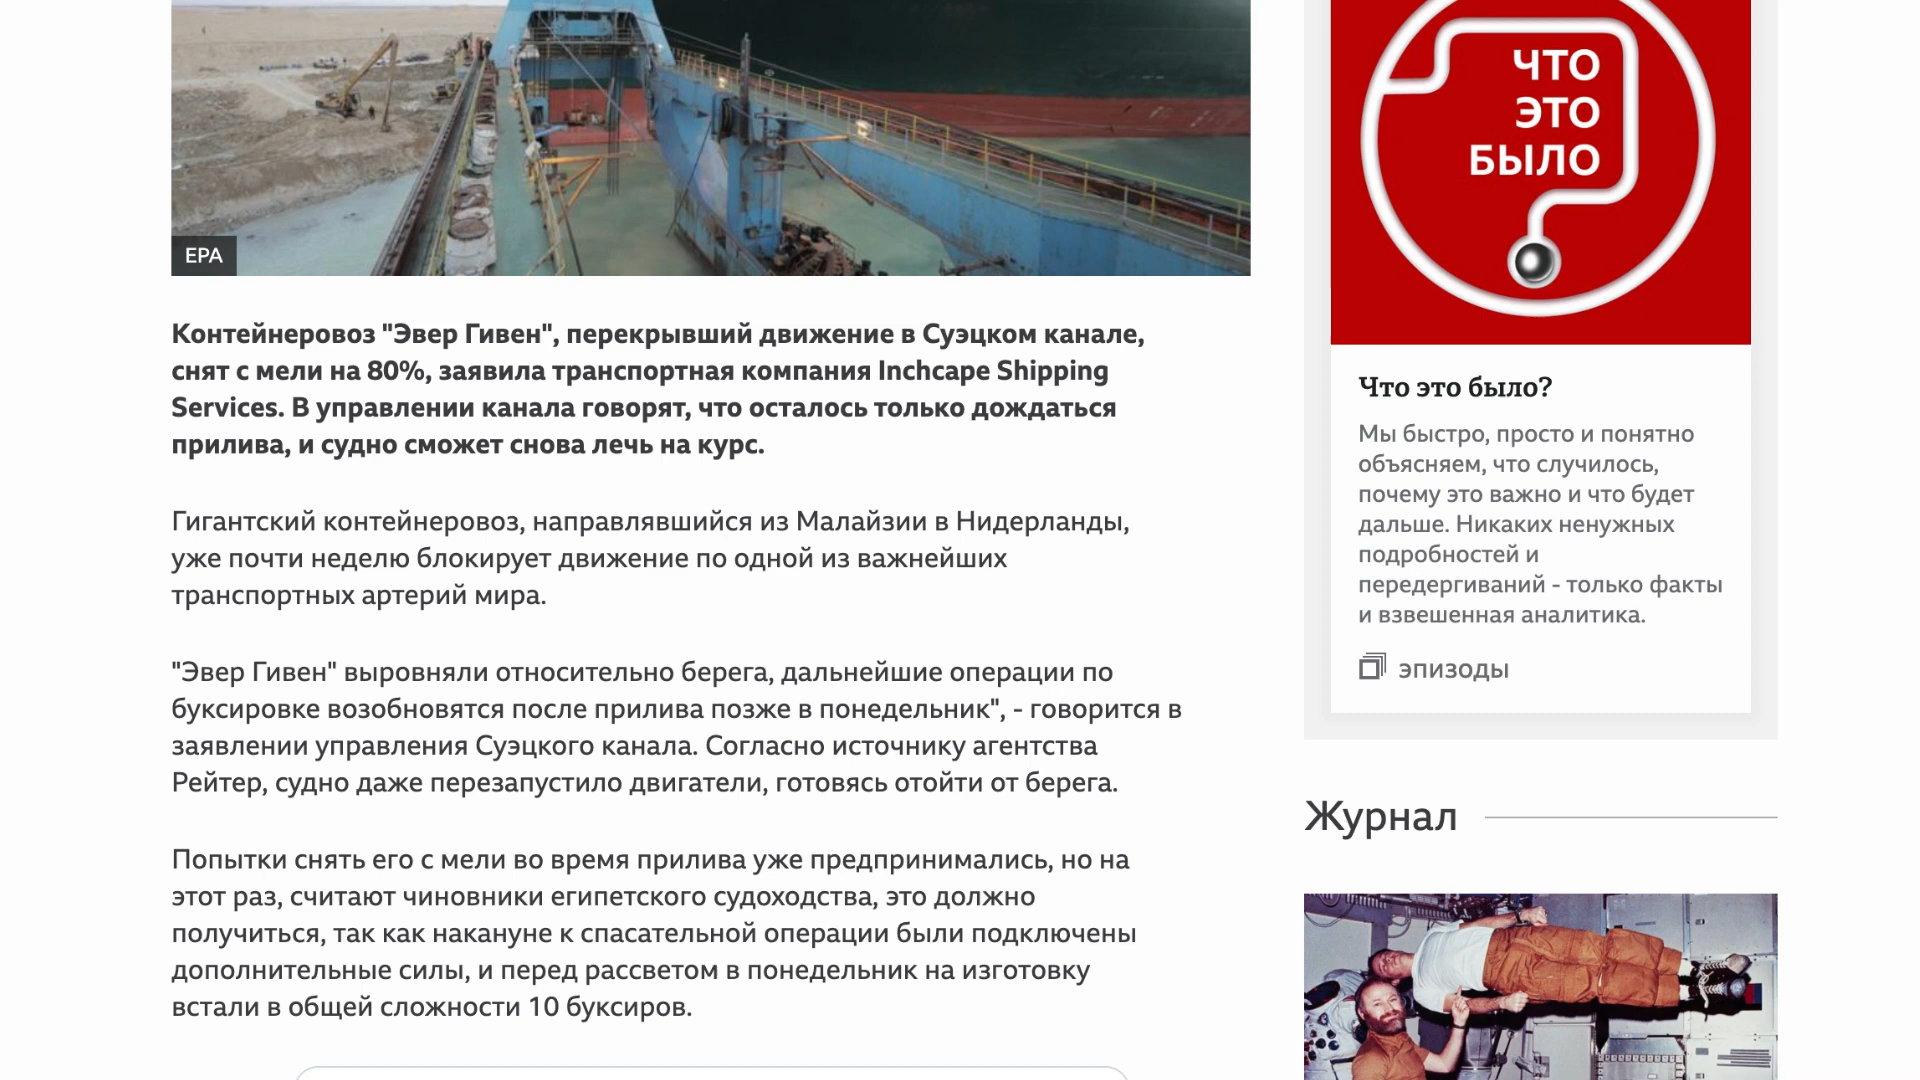 EPA
Контейнеровоз "Эвер Гивен", перекрывший движение в Суэцком канале,
снят с мели на 80%, заявила транспортная компания Inchcape Shipping
Services. В управлении канала говорят, что осталось только дождаться
прилива, и судно сможет снова лечь на курс.
Гигантский контейнеровоз, направлявшийся из Малайзии в Нидерланды,
уже почти неделю блокирует движение по одной из важнейших
транспортных артерий мира.
"Эвер Гивен" выровняли относительно берега, дальнейшие операции по
буксировке возобновятся после прилива позже в понедельник", - говорится в
заявлении управления Суэцкого канала. Согласно источнику агентства
Рейтер, судно даже перезапустило двигатели, готовясь отойти от берега.
Попытки снять его с мели во время прилива уже предпринимались, но на
этот раз, считают чиновники египетского судоходства, это должно
получиться, так как накануне к спасательной операции были подключены
дополнительные силы, и перед рассветом в понедельник на изготовку
встали в общей сложности 10 буксиров.
ЧТО
ЭТО
БЫЛО
Что это было?
Мы быстро, просто и понятно
объясняем, что случилось,
почему это важно и что будет
дальше. Никаких ненужных
подробностей и
передергиваний - только факты
и взвешенная аналитика.
эпизоды
Журнал